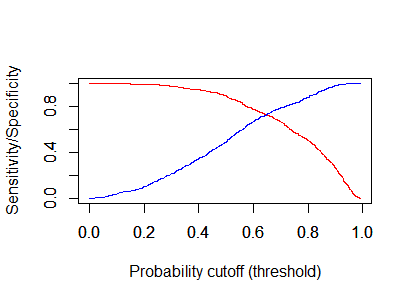 Sensitivity/Specificity
0.8
0.4
0.0
0.0 0.2 0.4 0.6 0.8 1.0
Probability cutoff (threshold)